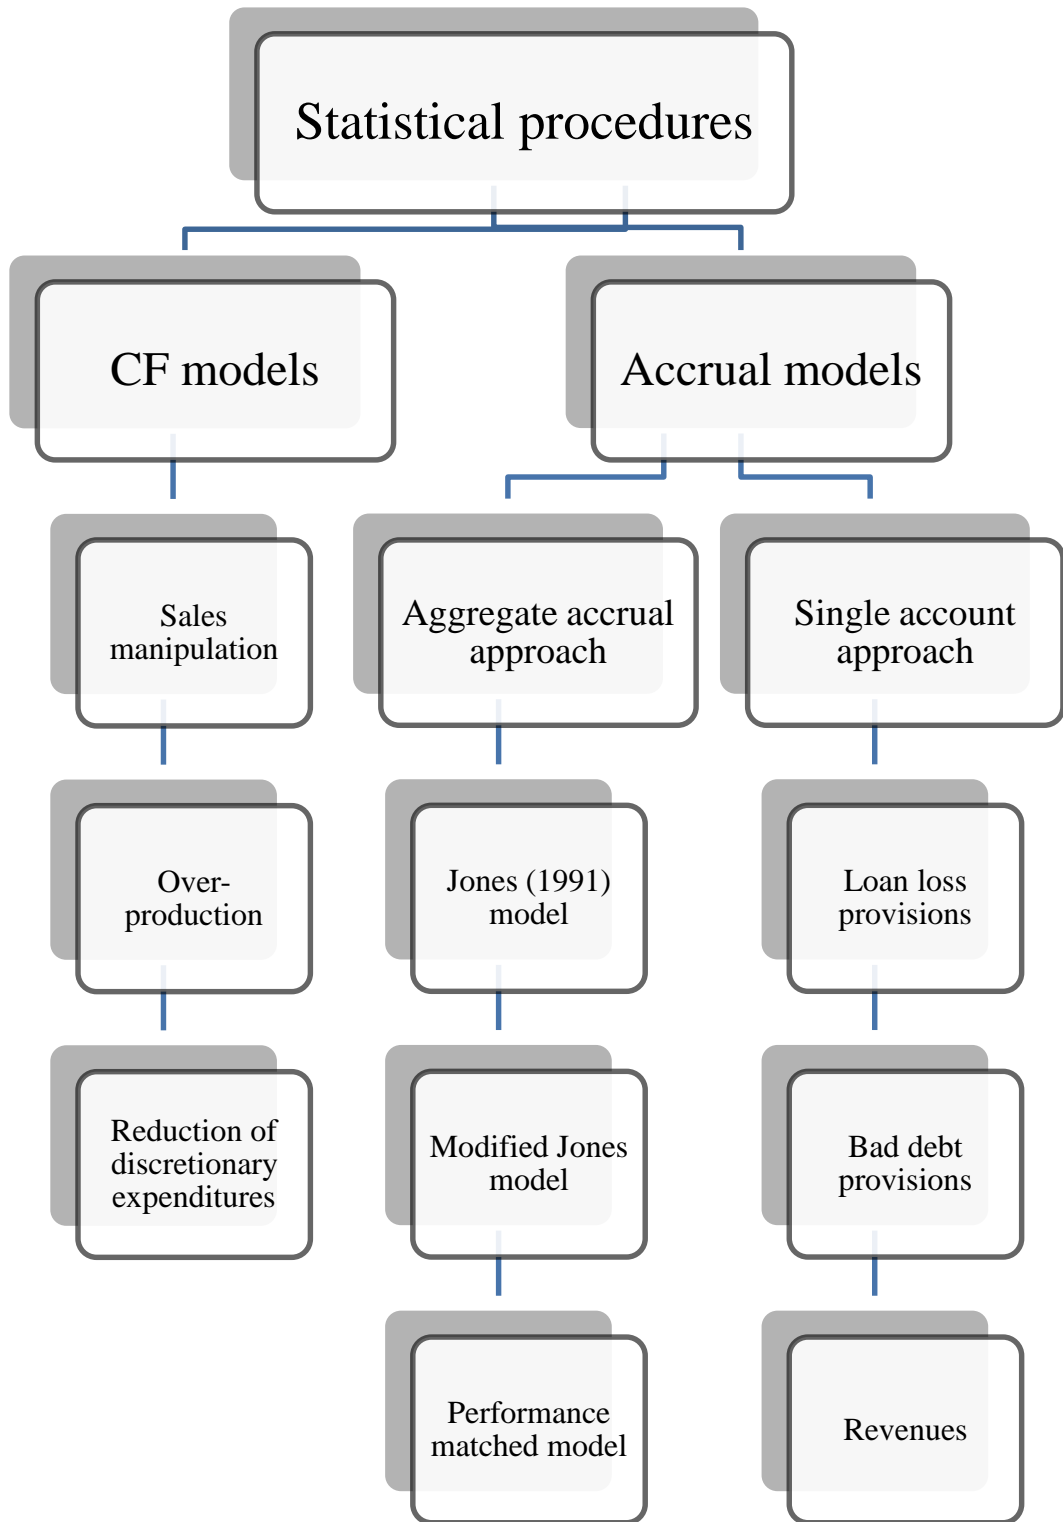 Statistical procedures
CF models
Accrual models
Sales
manipulation
Aggregate accrual
approach
Single account
approach
Over-
production
Jones (1991)
model
Loan loss
provisions
Reduction of
discretionary
expenditures
Modified Jones
model
Bad debt
provisions
Performance
matched model
Revenues